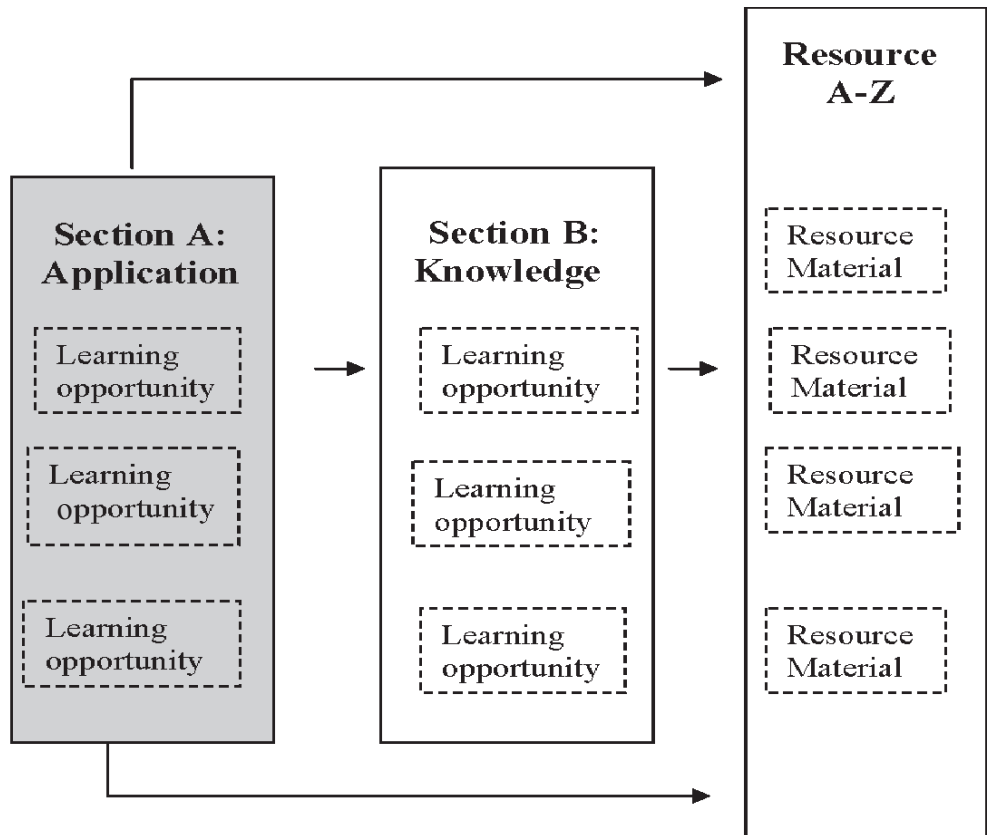 Resource
A-Z
Section A:
Application
Learning
opportunity
Learning
opportunity
Learning
opportunity
Section B:
Knowledge
Learning
opportunity
Learning
opportunity
Learning
opportunity
Resource
Material
Resource
Material
Resource
Material
Resource
Material